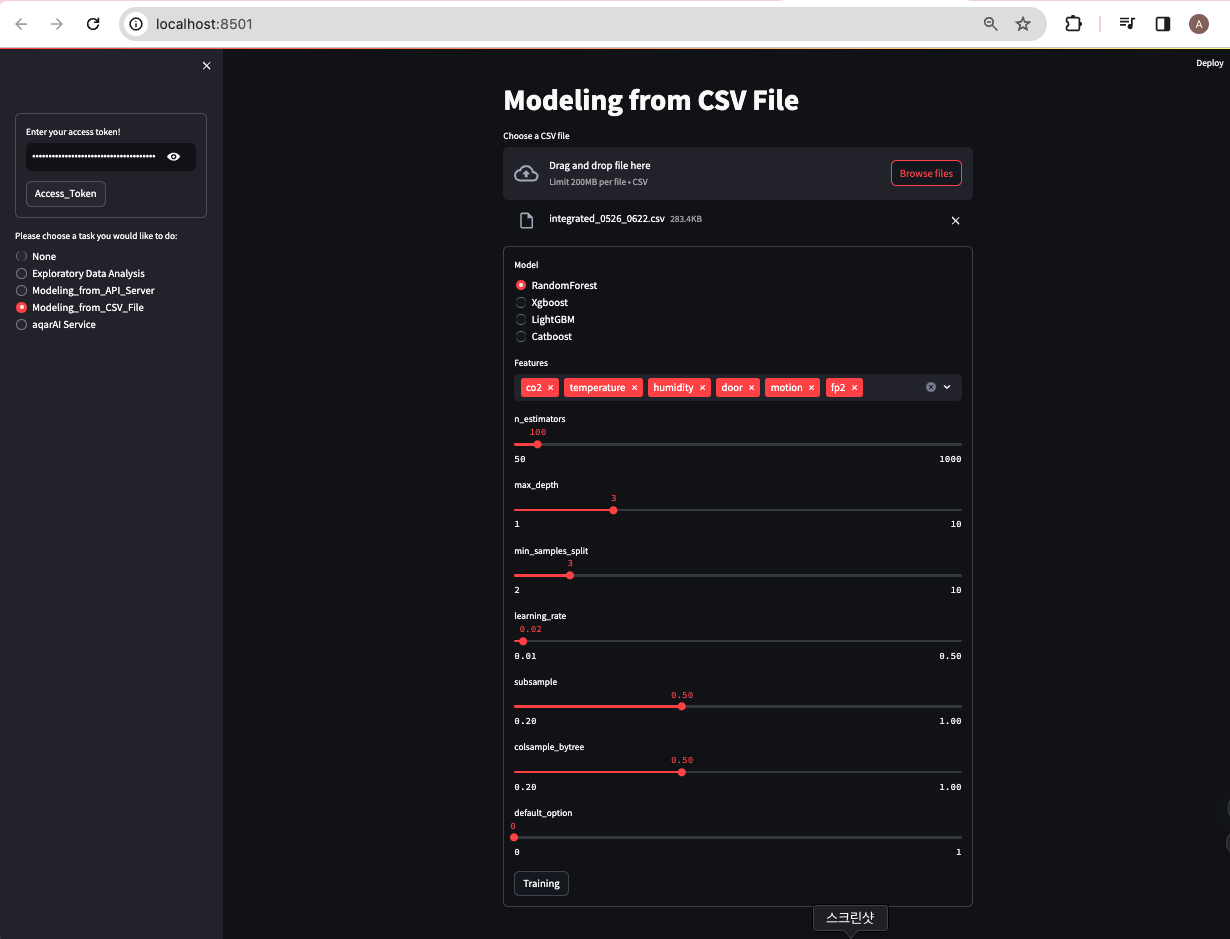 localhost:8501
A
Deploy
Enter your access token!
Access_Token
Please choose a task you would like to do:
None
Exploratory Data Analysis
Modeling_from_API_Server
Modeling_from_CSV_File
aqarAI Service
Modeling from CSV File
Choose a CSV file
Drag and drop file here
Limit 200MB per file • CSV
Browse files
integrated_0526_0622.csv 283.4KB
Model
RandomForest
Xgboost
LightGBM
Catboost
Features
co2 temperature humidity door motion fp2
n_estimators
100
50 1000
max_depth
3
1 10
min_samples_split
3
2 10
learning_rate
0.02
0.01 0.50
subsample
0.50
0.20 1.00
colsample_bytree
0.50
0.20 1.00
default_option
0
0 1
Training
스크린샷